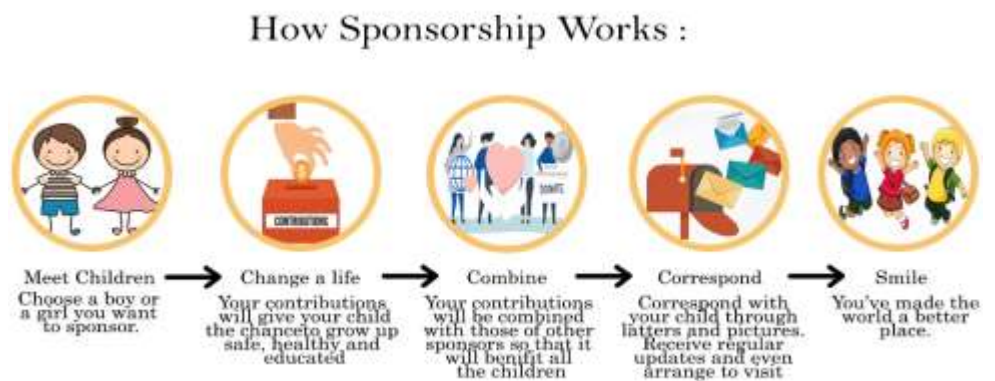 How Sponsorship Works :
CONTRIBUTIONS
DONATE
Meet Children
Choose a boy or
a girl you want
to sponsor.
Change a life
Your contributions
will give your child
the chanceto grow up
safe, healthy and
educated
Combine
Your contributions
will be combined
with those of other
sponsors so that it
will benifit all
the children
Correspond
Correspond with
your child through
latters and pictures.
Receive regular
updates and even
arrange to visit
Smile
You've made the
world a better
place.